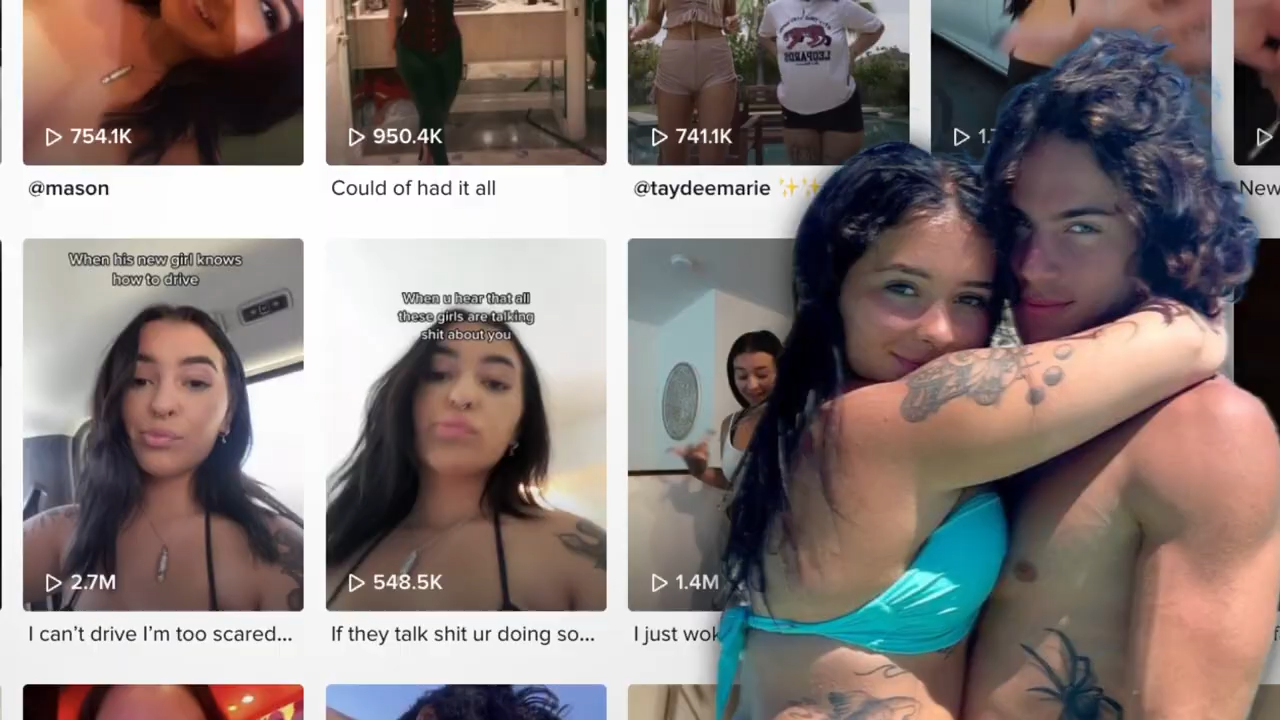 754.1K
950.4K
741.1K
LEOPARDS
@mason
Could of had it all
@taydeemarie ✨✨
New
When his new girl knows
how to drive
When u hear that all
these girls are talking
shit about you
2.7M
548.5K
1.4M
I can't drive I'm too scared...
If they talk shit ur doing so...
I just wok